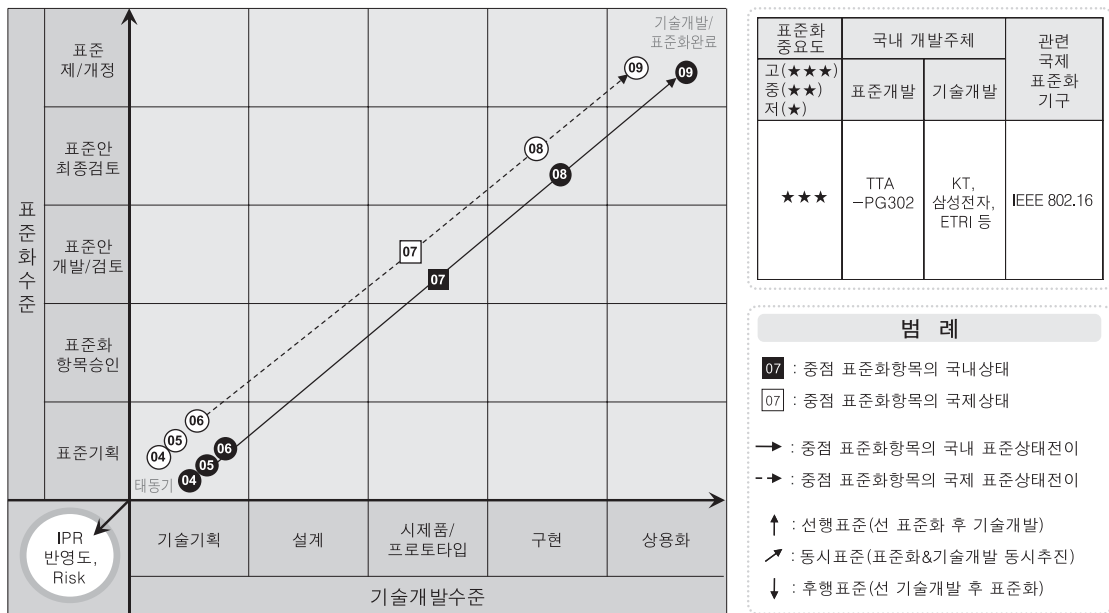 표준
제/개정
표준안
최종검토
표준안
개발/검토
표준화
항목승인
표준기획
표준화수준
기술개발/
표준화완료
09
09
08
08
07
07
06
05
04
06
05
04
태동기
IPR
반영도,
Risk
기술기획
설계
시제품/
프로토타입
구현
상용화
기술개발수준
표준화
중요도
국내 개발주체
관련
국제
표준화
기구
고(★★★)
중(★★)
저(★)
표준개발
기술개발
★★★
TTA
-PG302
KT,
삼성전자,
ETRI 등
IEEE 802.16
범 례
07 : 중점 표준화항목의 국내상태
07 : 중점 표준화항목의 국제상태
: 중점 표준화항목의 국내 표준상태전이
: 중점 표준화항목의 국제 표준상태전이
: 선행표준(선 표준화 후 기술개발)
: 동시표준(표준화&기술개발 동시추진)
: 후행표준(선 기술개발 후 표준화)